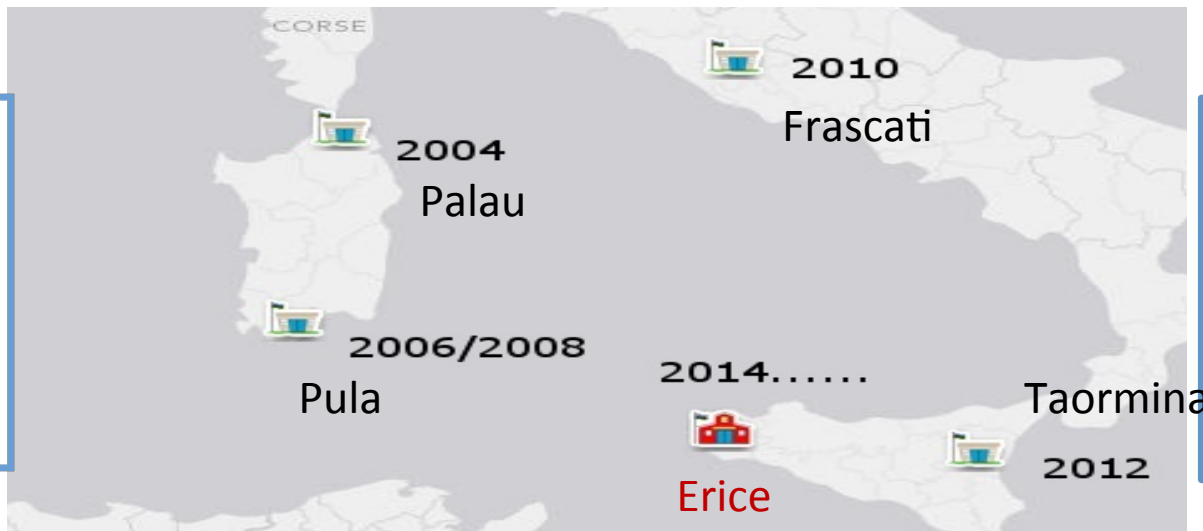 CORSE
2010
Frascati
2004
Palau
2006/2008
Pula
2014......
Taormina
2012
Erice